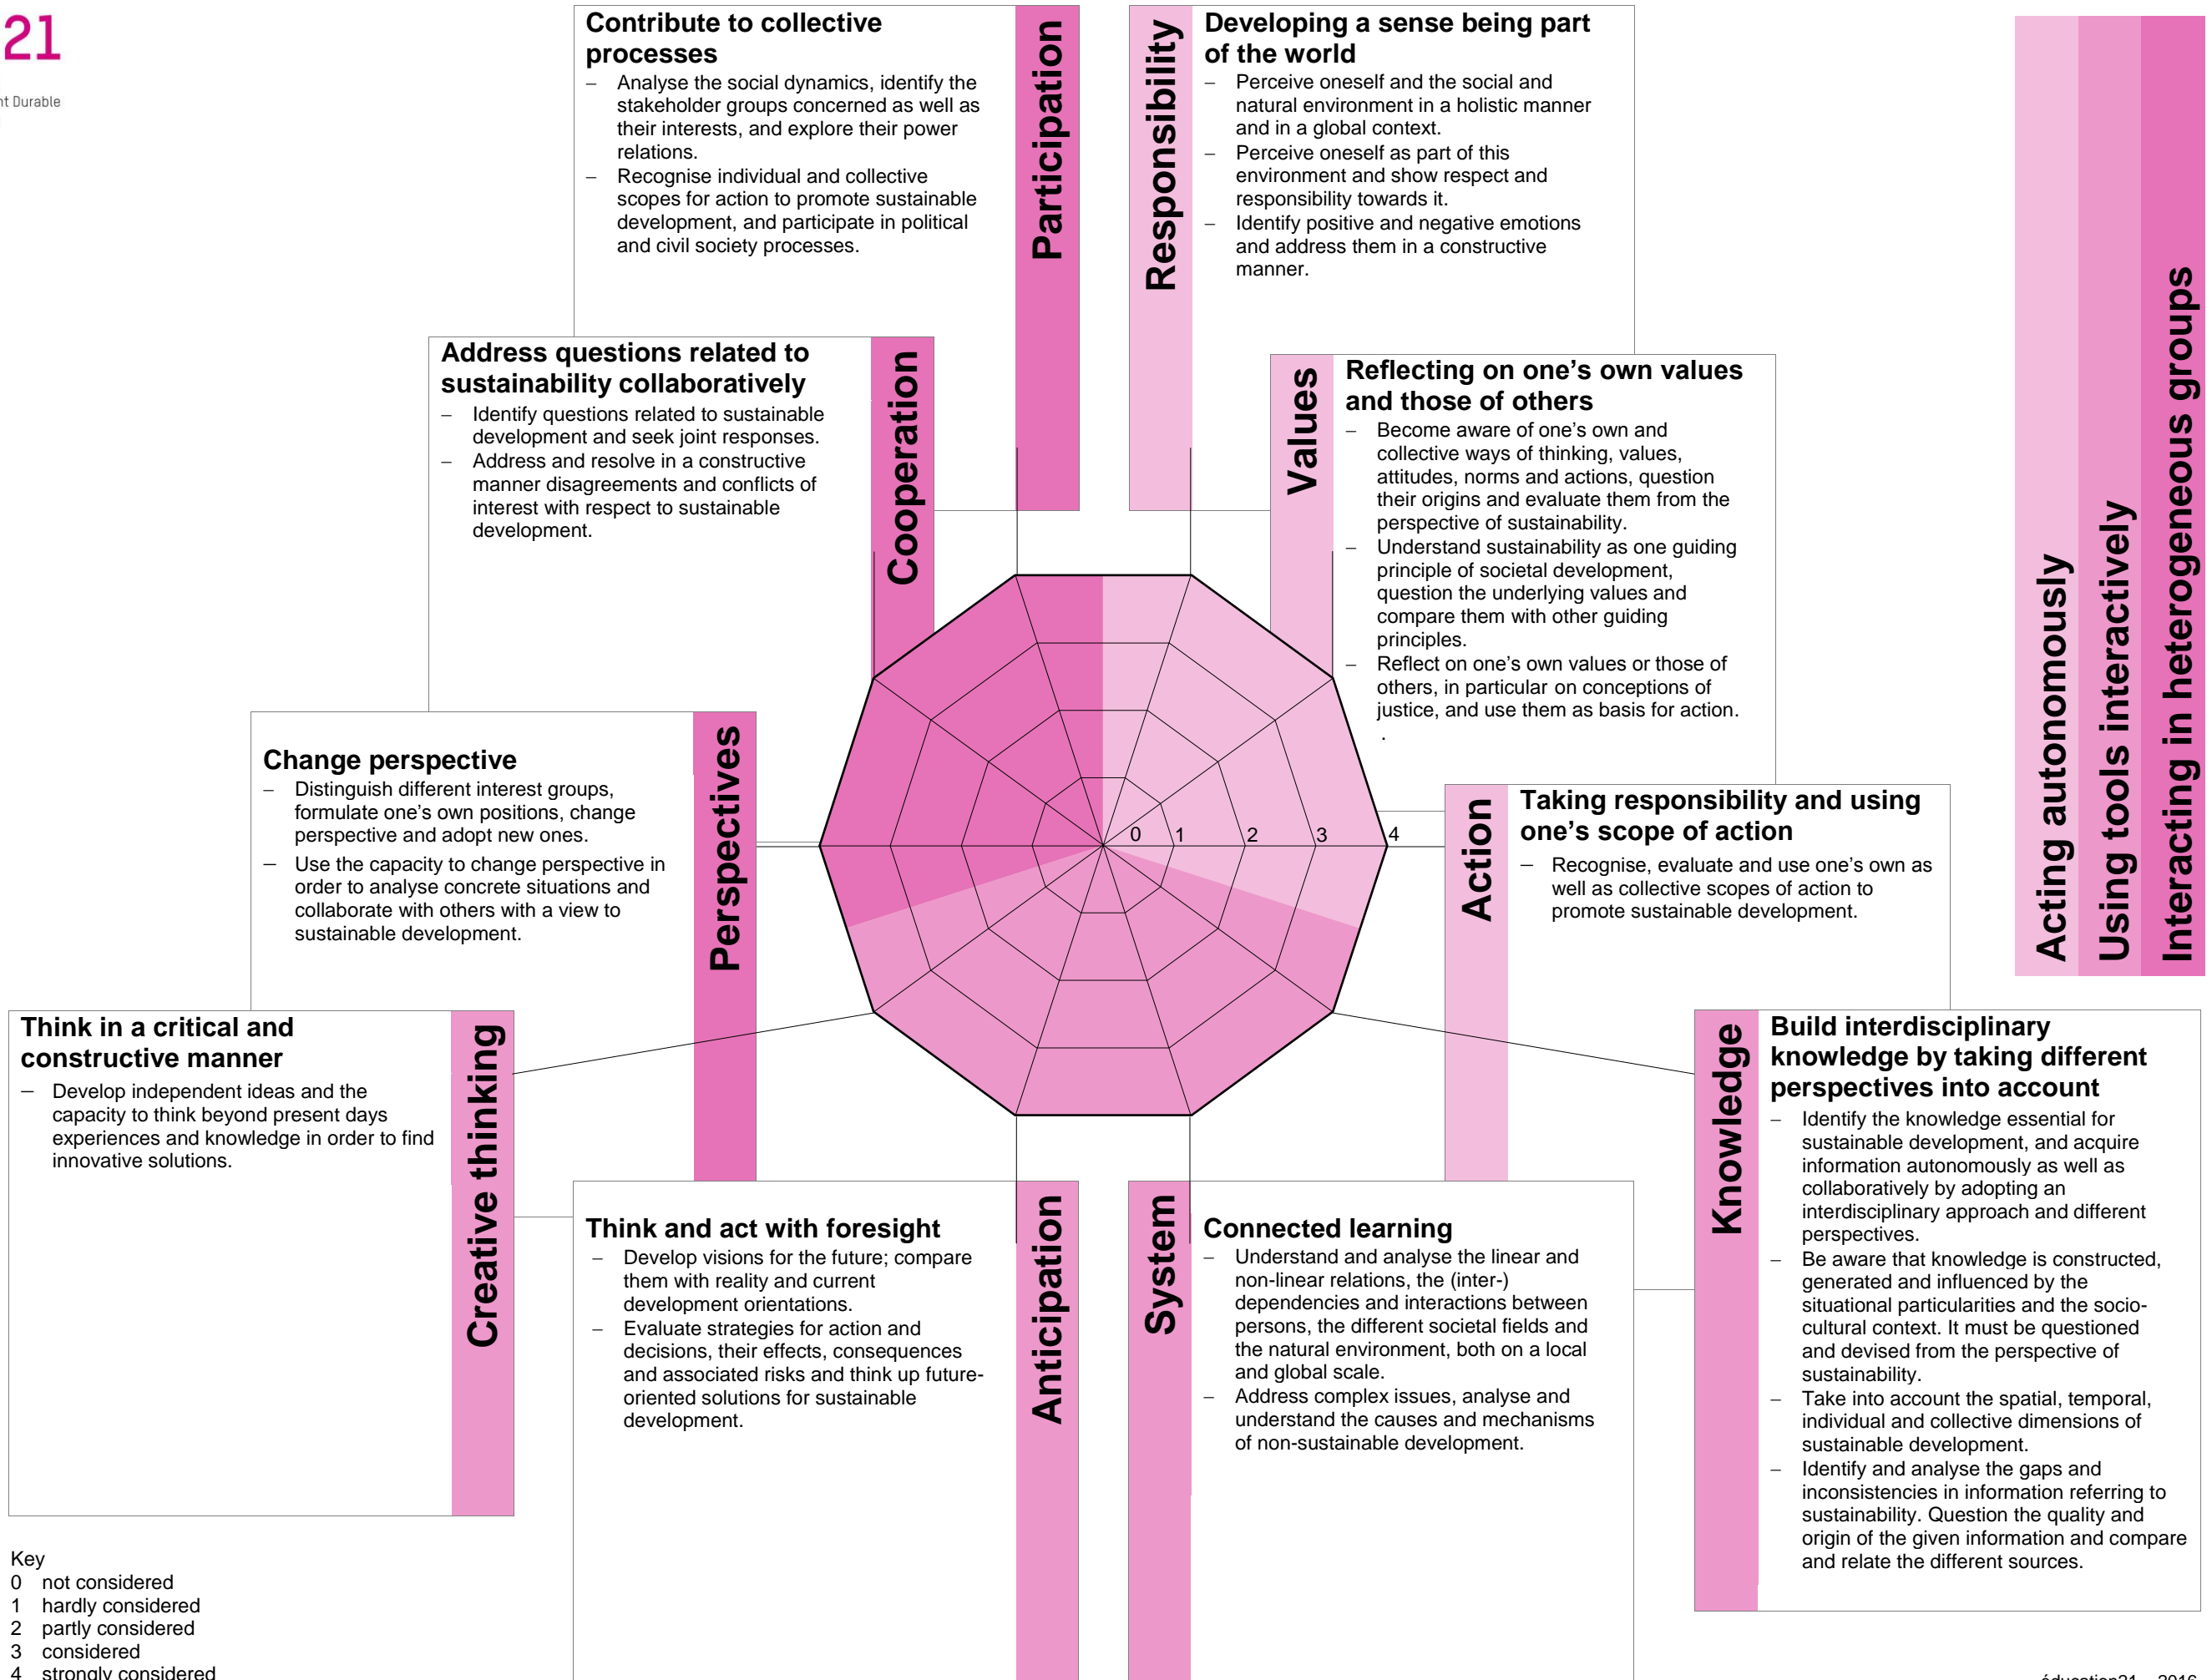 21
nt Durable
Contribute to collective
processes
– Analyse the social dynamics, identify the
stakeholder groups concerned as well as
their interests, and explore their power
relations.
– Recognise individual and collective
scopes for action to promote sustainable
development, and participate in political
and civil society processes.
Participation
Responsibility
Developing a sense being part
of the world
– Perceive oneself and the social and
natural environment in a holistic manner
and in a global context.
– Perceive oneself as part of this
environment and show respect and
responsibility towards it.
– Identify positive and negative emotions
and address them in a constructive
manner.
Address questions related to
sustainability collaboratively
– Identify questions related to sustainable
development and seek joint responses.
– Address and resolve in a constructive
manner disagreements and conflicts of
interest with respect to sustainable
development.
Cooperation
Values
Reflecting on one's own values
and those of others
– Become aware of one's own and
collective ways of thinking, values,
attitudes, norms and actions, question
their origins and evaluate them from the
perspective of sustainability.
– Understand sustainability as one guiding
principle of societal development,
question the underlying values and
compare them with other guiding
principles.
– Reflect on one's own values or those of
others, in particular on conceptions of
justice, and use them as basis for action.
.
Acting autonomously
Using tools interactively
Interacting in heterogeneous groups
Change perspective
– Distinguish different interest groups,
formulate one's own positions, change
perspective and adopt new ones.
– Use the capacity to change perspective in
order to analyse concrete situations and
collaborate with others with a view to
sustainable development.
Perspectives
0 1 2 3 4
Action
Taking responsibility and using
one's scope of action
– Recognise, evaluate and use one's own as
well as collective scopes of action to
promote sustainable development.
Think in a critical and
constructive manner
– Develop independent ideas and the
capacity to think beyond present days
experiences and knowledge in order to find
innovative solutions.
Creative thinking
Think and act with foresight
– Develop visions for the future; compare
them with reality and current
development orientations.
– Evaluate strategies for action and
decisions, their effects, consequences
and associated risks and think up future-
oriented solutions for sustainable
development.
Anticipation
System
Connected learning
– Understand and analyse the linear and
non-linear relations, the (inter-)
dependencies and interactions between
persons, the different societal fields and
the natural environment, both on a local
and global scale.
– Address complex issues, analyse and
understand the causes and mechanisms
of non-sustainable development.
Knowledge
Build interdisciplinary
knowledge by taking different
perspectives into account
– Identify the knowledge essential for
sustainable development, and acquire
information autonomously as well as
collaboratively by adopting an
interdisciplinary approach and different
perspectives.
– Be aware that knowledge is constructed,
generated and influenced by the
situational particularities and the socio-
cultural context. It must be questioned
and devised from the perspective of
sustainability.
– Take into account the spatial, temporal,
individual and collective dimensions of
sustainable development.
– Identify and analyse the gaps and
inconsistencies in information referring to
sustainability. Question the quality and
origin of the given information and compare
and relate the different sources.
Key
0 not considered
1 hardly considered
2 partly considered
3 considered
4 strongly considered
éducation21 2016